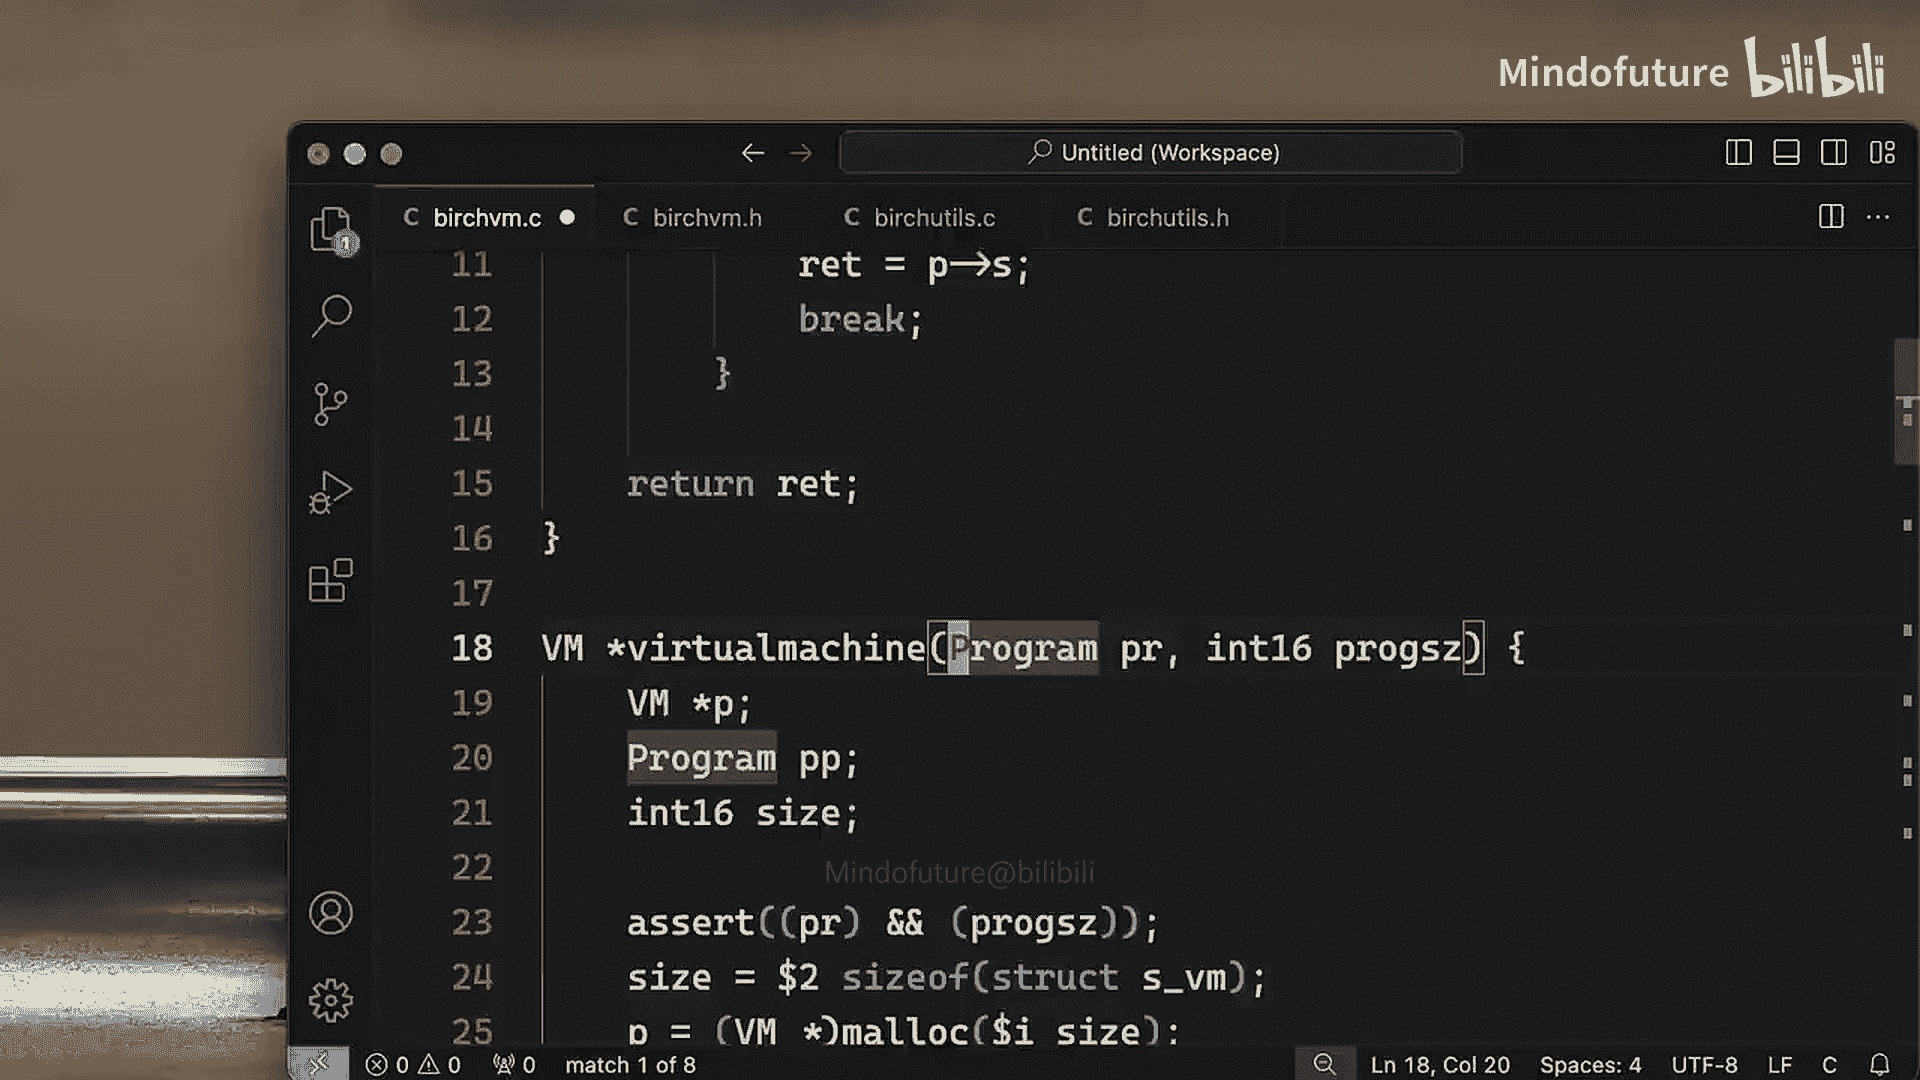 Mindofuture bilibili
Untitled (Workspace)
C birchvm.c C birchvm.h C birchutils.c C birchutils.h
1
11 ret = p->s;
12 break;
13 }
14
15 return ret;
16 }
17
18 VM *virtualmachine(Program pr, int16 progsz) {
19 VM *p;
20 Program pp;
21 int16 size;
22
Mindofuture@bilibili
23 assert((pr) && (progsz));
24 size = $2 sizeof(struct s_vm);
25 p = (VM *)malloc($i size);
0 0 0 match 1 of 8 Ln 18, Col 20 Spaces: 4 UTF-8 LF C